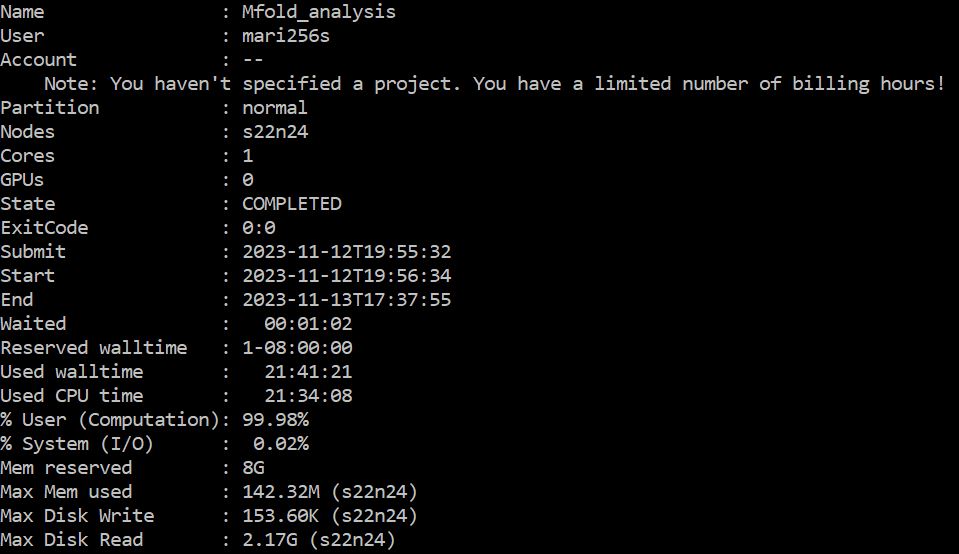 Name : Mfold_analysis
User : mari256s
Account : --
Note: You haven't specified a project. You have a limited number of billing hours!
Partition : normal
Nodes : s22n24
Cores : 1
GPUs : 0
State : COMPLETED
ExitCode : 0:0
Submit : 2023-11-12T19:55:32
Start : 2023-11-12T19:56:34
End : 2023-11-13T17:37:55
Waited : 00:01:02
Reserved walltime : 1-08:00:00
Used walltime : 21:41:21
Used CPU time : 21:34:08
% User (Computation): 99.98%
% System (I/O) : 0.02%
Mem reserved : 8G
Max Mem used : 142.32M (s22n24)
Max Disk Write : 153.60K (s22n24)
Max Disk Read : 2.17G (s22n24)